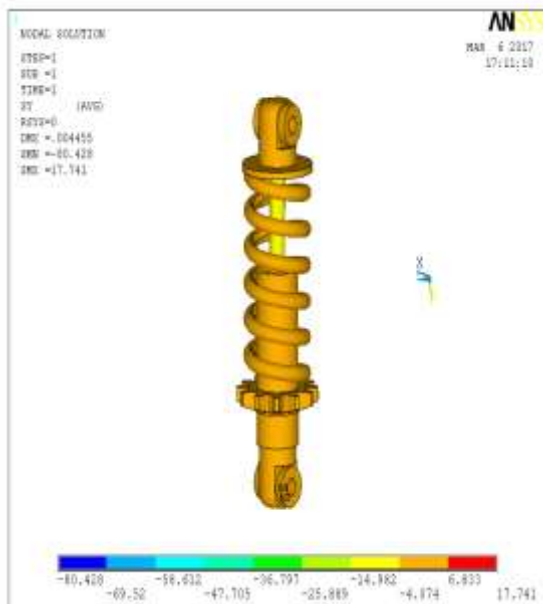 NODAL SOLUTION
STEP=1
SUB =1
TIME=1
SY (AVG)
RSYS=0
DMX =.004455
SMN =-80.428
SMX =17.741
ANSYS
MAR 6 2017
17:11:10
X
-80.428
-69.52
-58.612
-47.705
-36.797
-25.889
-14.982
-4.074
6.833
17.741